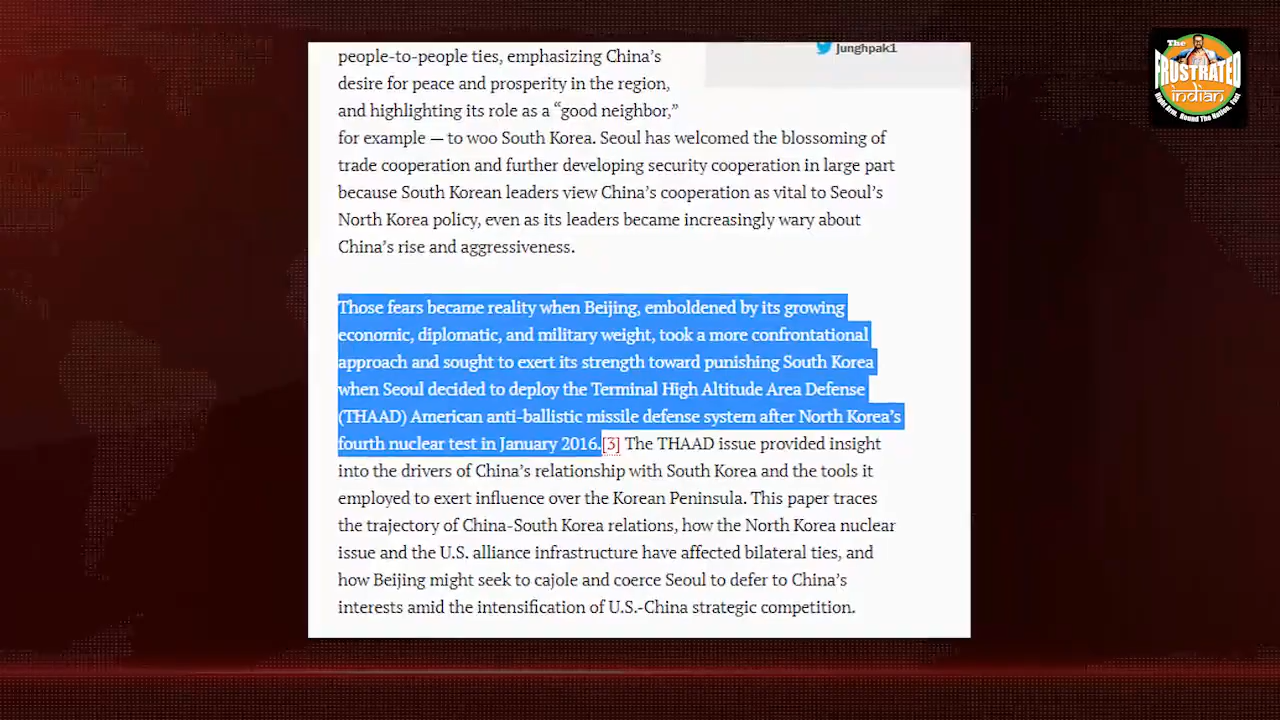 people-to-people ties, emphasizing China's
desire for peace and prosperity in the region,
and highlighting its role as a “good neighbor,”
for example — to woo South Korea. Seoul has welcomed the blossoming of
trade cooperation and further developing security cooperation in large part
because South Korean leaders view China's cooperation as vital to Seoul's
North Korea policy, even as its leaders became increasingly wary about
China's rise and aggressiveness.
Those fears became reality when Beijing, emboldened by its growing
economic, diplomatic, and military weight, took a more confrontational
approach and sought to exert its strength toward punishing South Korea
when Seoul decided to deploy the Terminal High Altitude Area Defense
(THAAD) American anti-ballistic missile defense system after North Korea's
fourth nuclear test in January 2016.[3] The THAAD issue provided insight
into the drivers of China's relationship with South Korea and the tools it
employed to exert influence over the Korean Peninsula. This paper traces
the trajectory of China-South Korea relations, how the North Korea nuclear
issue and the U.S. alliance infrastructure have affected bilateral ties, and
how Beijing might seek to cajole and coerce Seoul to defer to China's
interests amid the intensification of U.S.-China strategic competition.
Junghpak1
The
FRUSTRATED
indian
Right Arm. Round The Nation. Fast